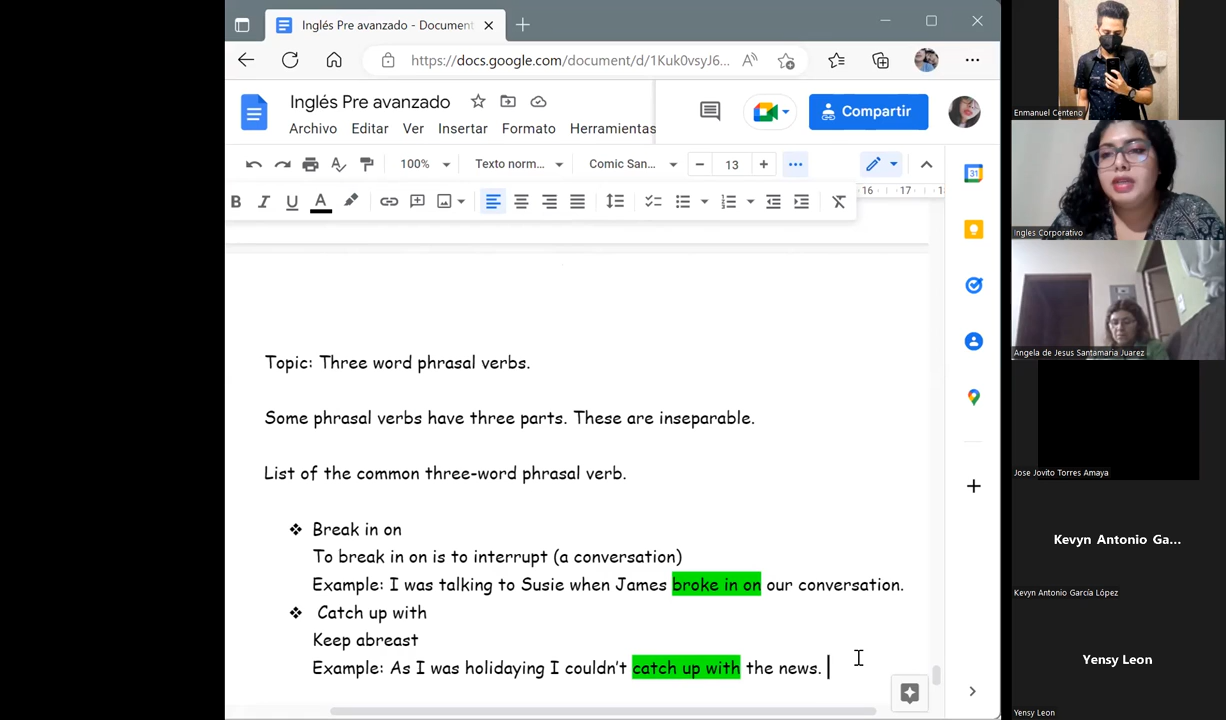 Inglés Pre avanzado - Document
https://docs.google.com/document/d/1Kuk0vsyJ6...
Inglés Pre avanzado
Compartir
Archivo Editar Ver Insertar Formato Herramientas
100% Texto norm... Comic San... 13
16 17
31
Topic: Three word phrasal verbs.
Some phrasal verbs have three parts. These are inseparable.
List of the common three-word phrasal verb.
❖ Break in on
To break in on is to interrupt (a conversation)
Example: I was talking to Susie when James broke in on our conversation.
❖ Catch up with
Keep abreast
Example: As I was holidaying I couldn't catch up with the news.
Enmanuel Centeno
Ingles Corporativo
Angela de Jesus Santamaria Juarez
Jose Jovito Torres Amaya
Kevyn Antonio Ga...
Kevyn Antonio García López
Yensy Leon
Yensy Leon